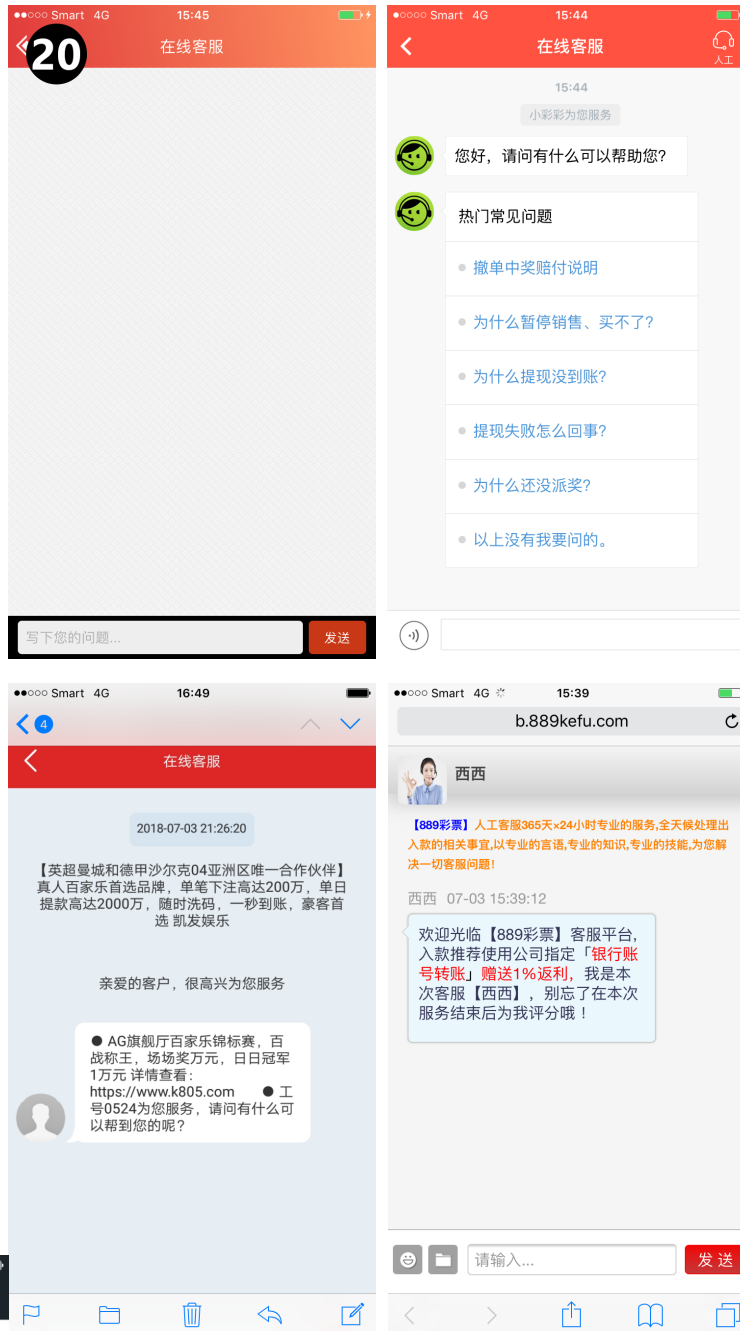 Smart 4G 15:45
20
在线客服
写下您的问题...
发送
Smart 4G 15:44
在线客服
人工
15:44
小彩彩为您服务
您好，请问有什么可以帮助您?
热门常见问题
撤单中奖赔付说明
为什么暂停销售、买不了?
为什么提现没到账?
提现失败怎么回事?
为什么还没派奖?
以上没有我要问的。
Smart 4G 16:49
4
在线客服
2018-07-03 21:26:20
【英超曼城和德甲沙尔克04亚洲区唯一合作伙伴】
真人百家乐首选品牌，单笔下注高达200万，单日
提款高达2000万，随时洗码，一秒到账，豪客首
选 凯发娱乐
亲爱的客户，很高兴为您服务
● AG旗舰厅百家乐锦标赛，百
战称王，场场奖万元，日日冠军
1万元 详情查看：
https://www.k805.com ● 工
号0524为您服务，请问有什么可
以帮到您的呢？
Smart 4G 15:39
b.889kefu.com
西西
【889彩票】人工客服365天×24小时专业的服务,全天候处理出
入款的相关事宜,以专业的言语,专业的知识,专业的技能,为您解
决一切客服问题！
西西 07-03 15:39:12
欢迎光临【889彩票】客服平台,
入款推荐使用公司指定「银行账
号转账」赠送1%返利，我是本
次客服【西西】，别忘了在本次
服务结束后为我评分哦！
请输入...
发 送